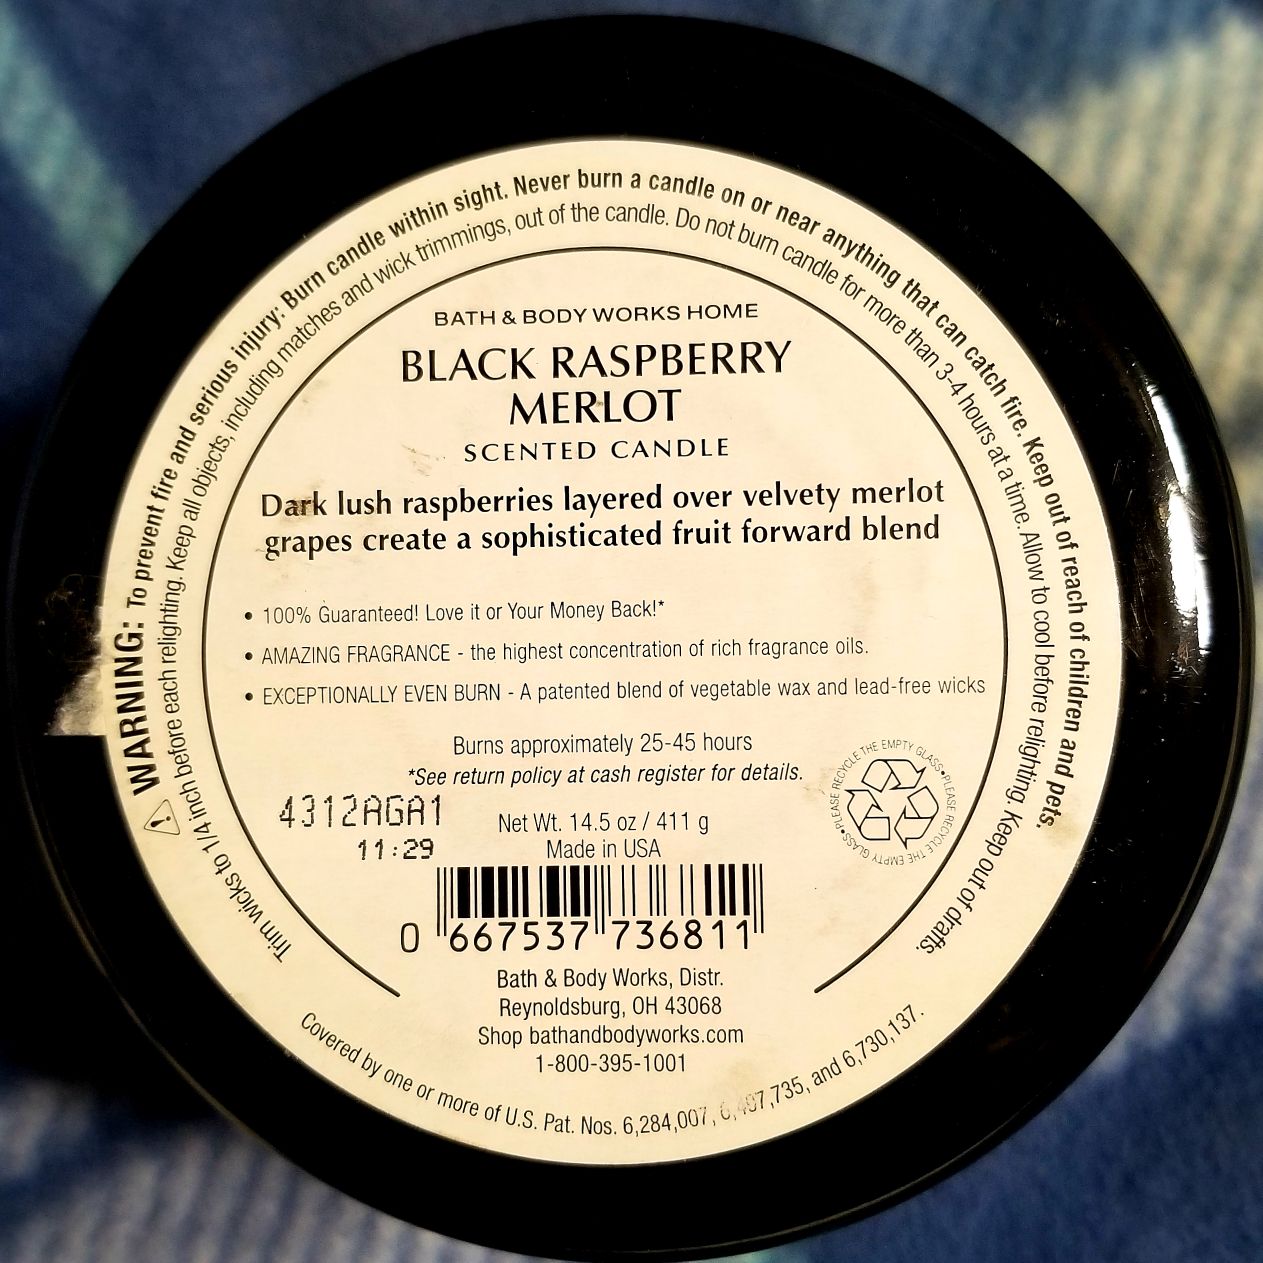 WARNING: To prevent fire and serious injury: Burn candle within sight. Never burn a candle on or near anything that can catch fire. Keep out of reach of children and pets.
Trim wicks to 1/4 inch before each relighting. Keep all objects, including matches and wick trimmings, out of the candle. Do not burn candle for more than 3-4 hours at a time. Allow to cool before relighting. Keep out of drafts.
BATH & BODY WORKS HOME
BLACK RASPBERRY
MERLOT
SCENTED CANDLE
Dark lush raspberries layered over velvety merlot
grapes create a sophisticated fruit forward blend
• 100% Guaranteed! Love it or Your Money Back!*
• AMAZING FRAGRANCE - the highest concentration of rich fragrance oils.
• EXCEPTIONALLY EVEN BURN - A patented blend of vegetable wax and lead-free wicks
Burns approximately 25-45 hours
*See return policy at cash register for details.
4312AGA1
11:29
Net Wt. 14.5 oz / 411 g
Made in USA
•PLEASE RECYCLE THE EMPTY GLASS•PLEASE RECYCLE THE EMPTY GLASS
0 667537 736811
Bath & Body Works, Distr.
Reynoldsburg, OH 43068
Shop bathandbodyworks.com
1-800-395-1001
Covered by one or more of U.S. Pat. Nos. 6,284,007, 6,497,735, and 6,730,137.